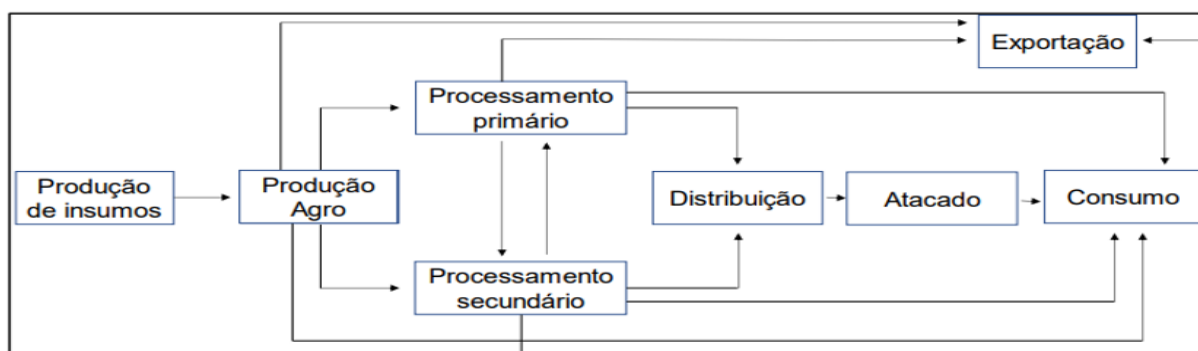 Exportação
Processamento
primário
Produção
de insumos
Produção
Agro
Distribuição
Atacado
Consumo
Processamento
secundário